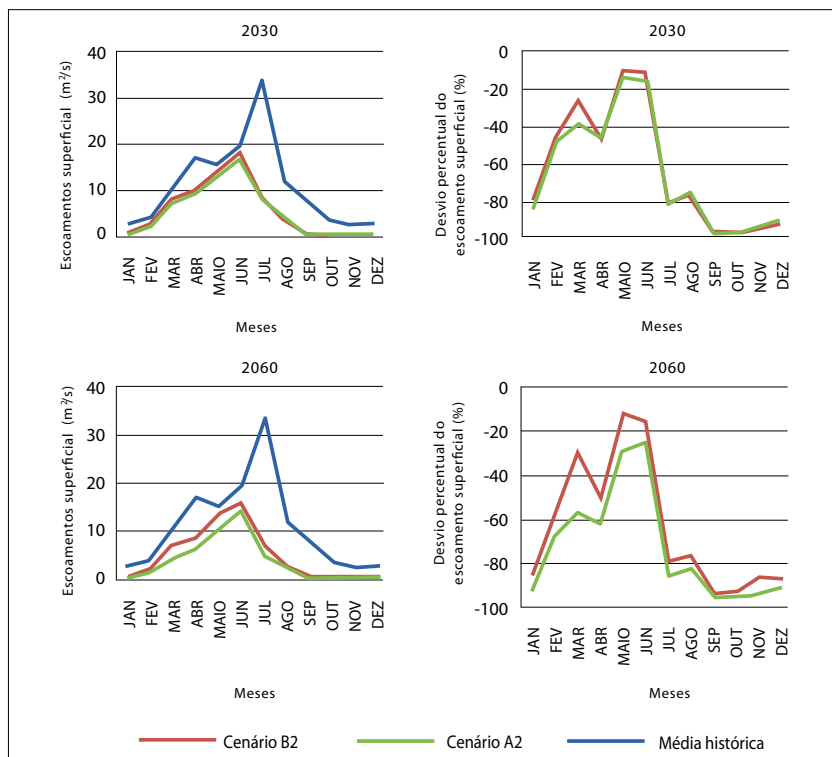 2030
Escoamentos superficial (m²/s)
40
30
20
10
0
JAN
FEV
MAR
ABR
MAIO
JUN
JUL
AGO
SEP
OUT
NOV
DEZ
Meses
2030
Desvio percentual do
escoamento superficial (%)
0
-20
-40
-60
-80
-100
JAN
FEV
MAR
ABR
MAIO
JUN
JUL
AGO
SEP
OUT
NOV
DEZ
Meses
2060
Escoamentos superficial (m²/s)
40
30
20
10
0
JAN
FEV
MAR
ABR
MAIO
JUN
JUL
AGO
SEP
OUT
NOV
DEZ
Meses
2060
Desvio percentual do
escoamento superficial (%)
0
-20
-40
-60
-80
-100
JAN
FEV
MAR
ABR
MAIO
JUN
JUL
AGO
SEP
OUT
NOV
DEZ
Meses
Cenário B2
Cenário A2
Média histórica